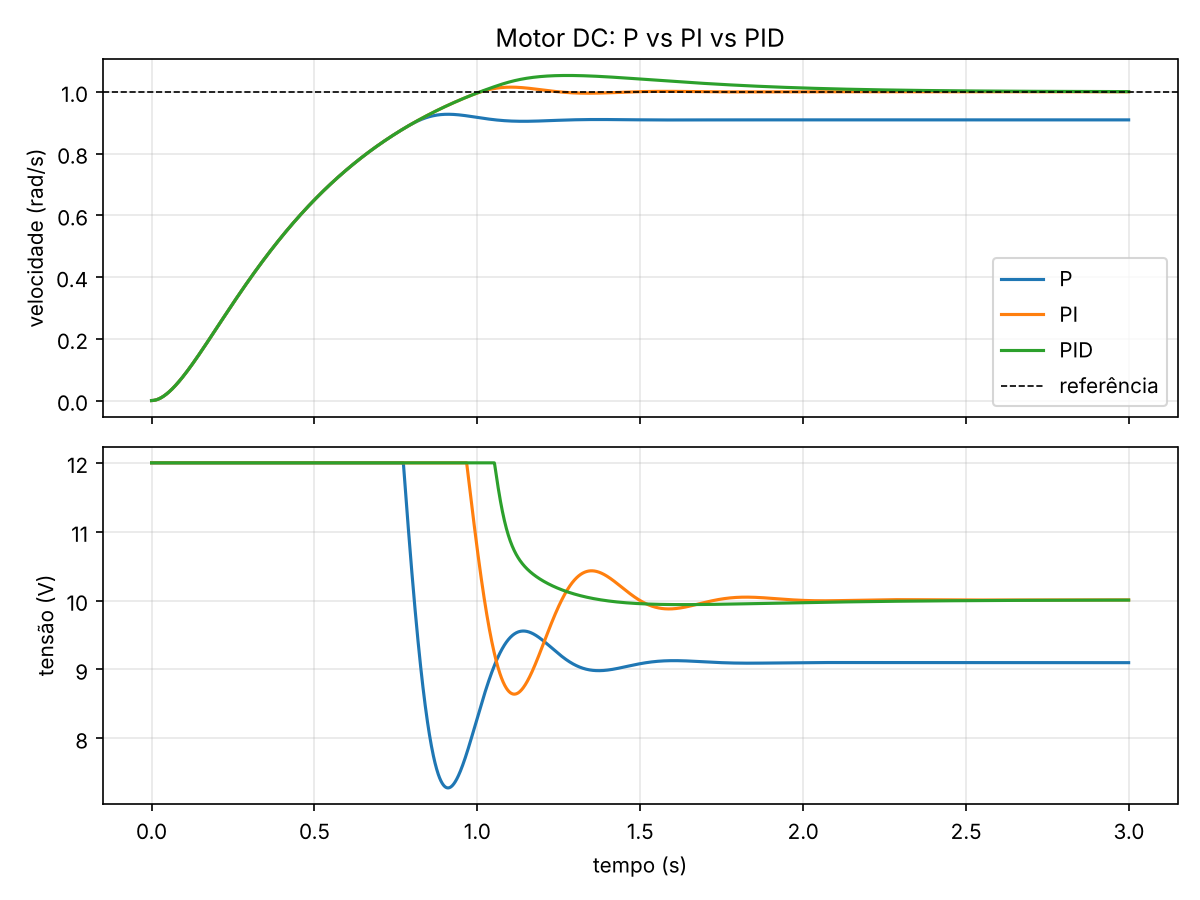 Motor DC: P vs PI vs PID
velocidade (rad/s)
1.0
0.8
0.6
0.4
0.2
0.0
P
PI
PID
referência
tensão (V)
12
11
10
9
8
0.0 0.5 1.0 1.5 2.0 2.5 3.0
tempo (s)